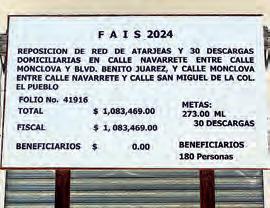 F A I S 2024
REPOSICION DE RED DE ATARJEAS Y 30 DESCARGAS
DOMICILIARIAS EN CALLE NAVARRETE ENTRE CALLE
MONCLOVA Y BLVD. BENITO JUAREZ, Y CALLE MONCLOVA
ENTRE CALLE NAVARRETE Y CALLE SAN MIGUEL DE LA COL.
EL PUEBLO
FOLIO No. 41916
TOTAL $ 1,083,469.00
FISCAL $ 1,083,469.00
BENEFICIARIOS $ 0.00
METAS:
273.00 ML
30 DESCARGAS
BENEFICIARIOS
180 Personas